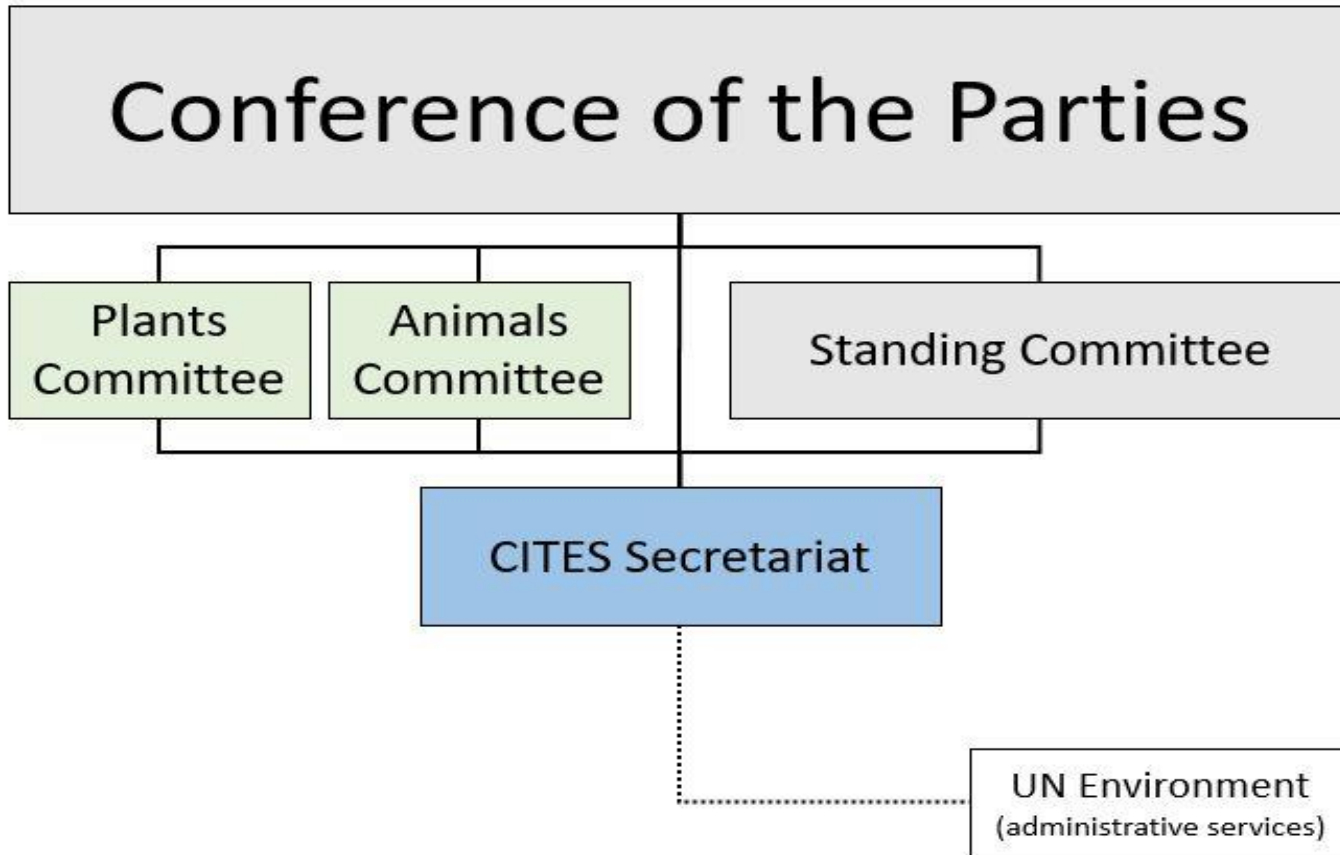 Conference of the Parties
Plants
Committee
Animals
Committee
Standing Committee
CITES Secretariat
UN Environment
(administrative services)